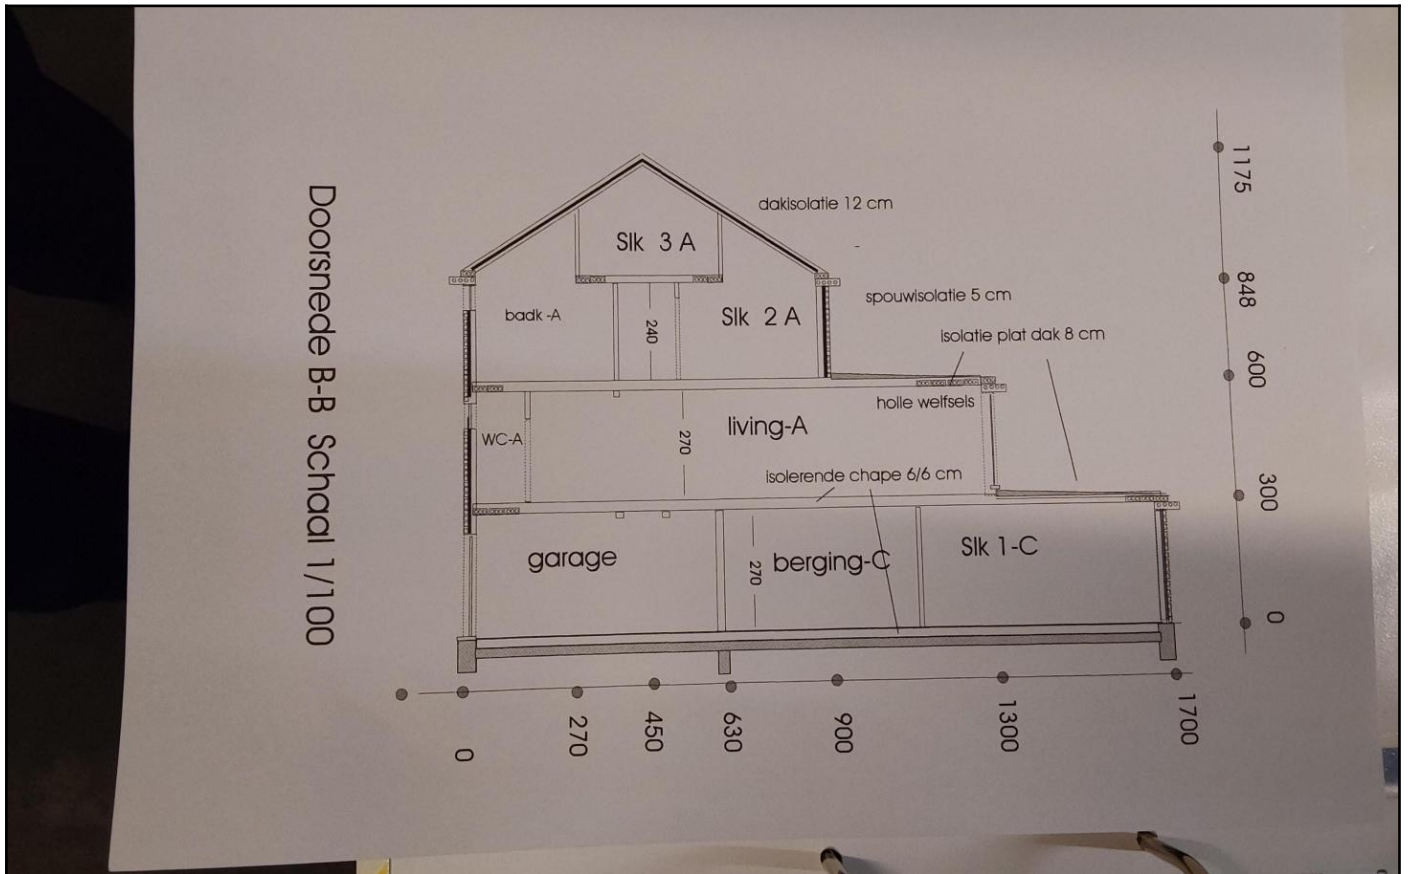 1175
dakisolatie 12 cm
Slk 3 A
848
spouwisolatie 5 cm
badk -A
240
Slk 2 A
isolatie plat dak 8 cm
600
holle welfsels
living-A
WC-A
270
isolerende chape 6/6 cm
300
garage
270
berging-C
Slk 1-C
0
0
270
450
630
900
1300
1700
Doorsnede B-B Schaal 1/100